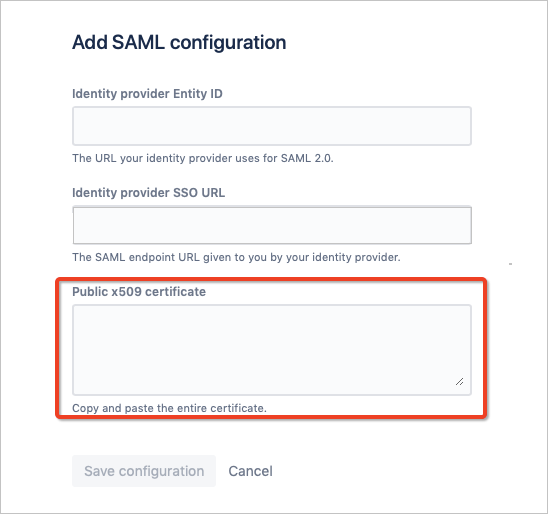 Add SAML configuration
Identity provider Entity ID
The URL your identity provider uses for SAML 2.0.
Identity provider SSO URL
The SAML endpoint URL given to you by your identity provider.
Public x509 certificate
Copy and paste the entire certificate.
Save configuration Cancel